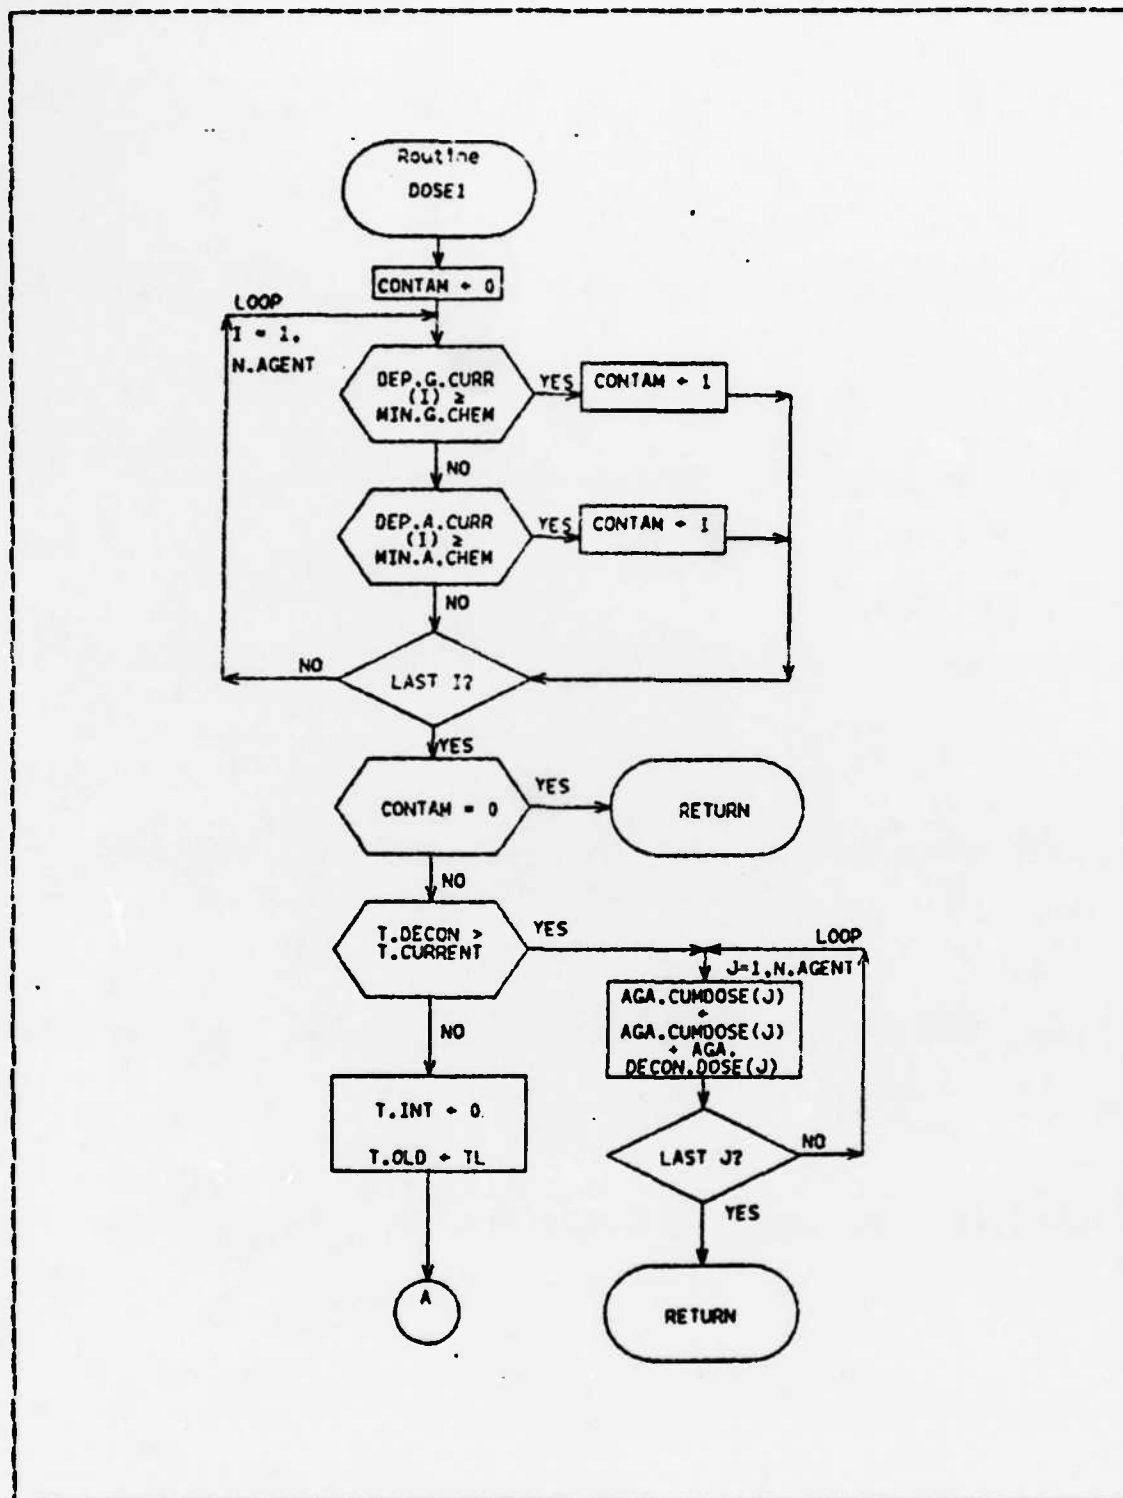 Routine
DOSE1
CONTAM ← 0
LOOP
I = 1,
N.AGENT
DEP.G.CURR
(I) ≥
MIN.G.CHEM
YES
CONTAM ← 1
NO
DEP.A.CURR
(I) ≥
MIN.A.CHEM
YES
CONTAM ← I
NO
NO
LAST I?
YES
CONTAM = 0
YES
RETURN
NO
T.DECON >
T.CURRENT
YES
LOOP
J=1,N.AGENT
AGA.CUMDOSE(J)
←
AGA.CUMDOSE(J)
+ AGA.
DECON.DOSE(J)
NO
T.INT ← 0.
T.OLD ← TL
LAST J?
NO
YES
A
RETURN